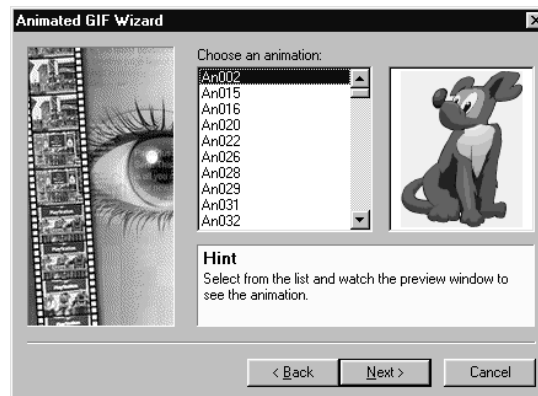 Animated GIF Wizard
Choose an animation:
An002
An015
An016
An020
An022
An026
An028
An029
An031
An032
Hint
Select from the list and watch the preview window to
see the animation.
< Back
Next >
Cancel